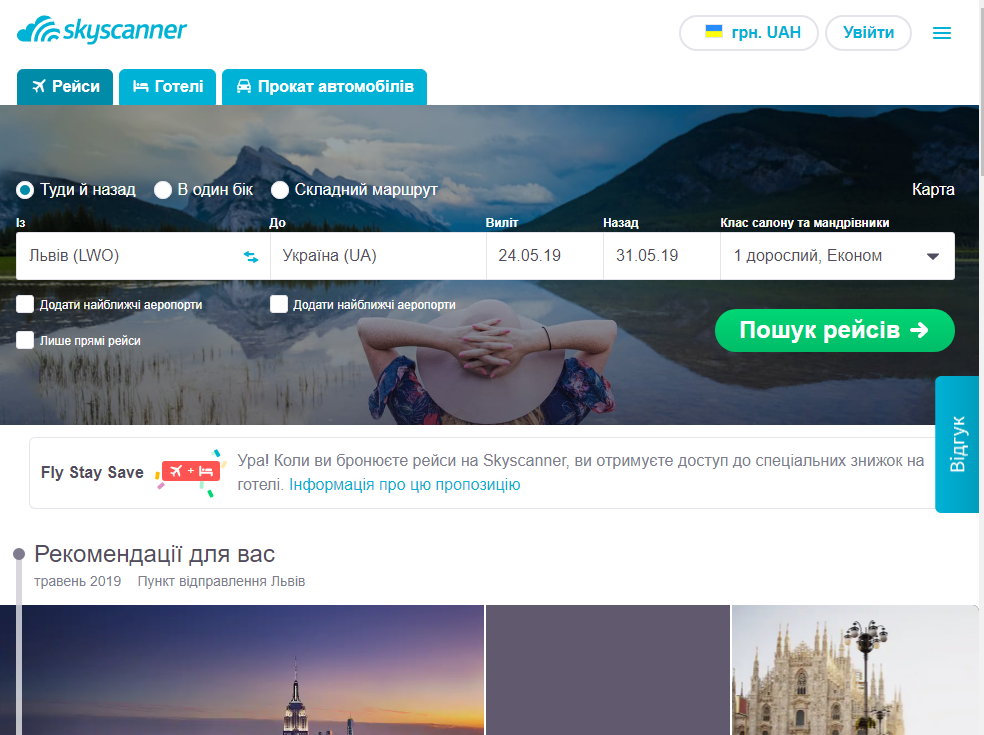 skyscanner
грн. UAH
Увійти
Рейси
Готелі
Прокат автомобілів
Туди й назад
В один бік
Складний маршрут
Карта
Із
До
Виліт
Назад
Клас салону та мандрівники
Львів (LWO)
Україна (UA)
24.05.19
31.05.19
1 дорослий, Економ
Додати найближчі аеропорти
Додати найближчі аеропорти
Лише прямі рейси
Пошук рейсів
Відгук
Fly Stay Save
Ура! Коли ви бронюєте рейси на Skyscanner, ви отримуєте доступ до спеціальних знижок на
готелі. Інформація про цю пропозицію
Рекомендації для вас
травень 2019 Пункт відправлення Львів